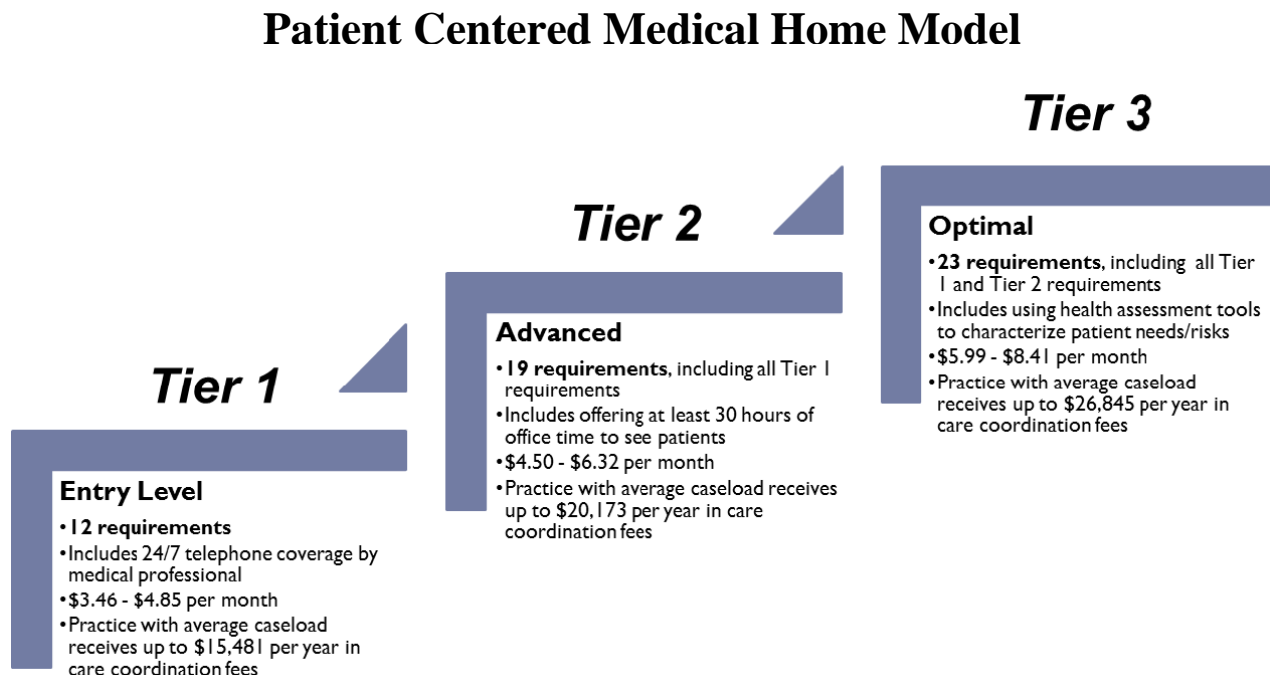 Patient Centered Medical Home Model
Tier 1
Entry Level
•12 requirements
•Includes 24/7 telephone coverage by
medical professional
•$3.46 - $4.85 per month
•Practice with average caseload
receives up to $15,481 per year in
care coordination fees
Tier 2
Advanced
•19 requirements, including all Tier 1
requirements
•Includes offering at least 30 hours of
office time to see patients
•$4.50 - $6.32 per month
•Practice with average caseload receives
up to $20,173 per year in care
coordination fees
Tier 3
Optimal
•23 requirements, including all Tier
1 and Tier 2 requirements
•Includes using health assessment tools
to characterize patient needs/risks
•$5.99 - $8.41 per month
•Practice with average caseload
receives up to $26,845 per year in
care coordination fees